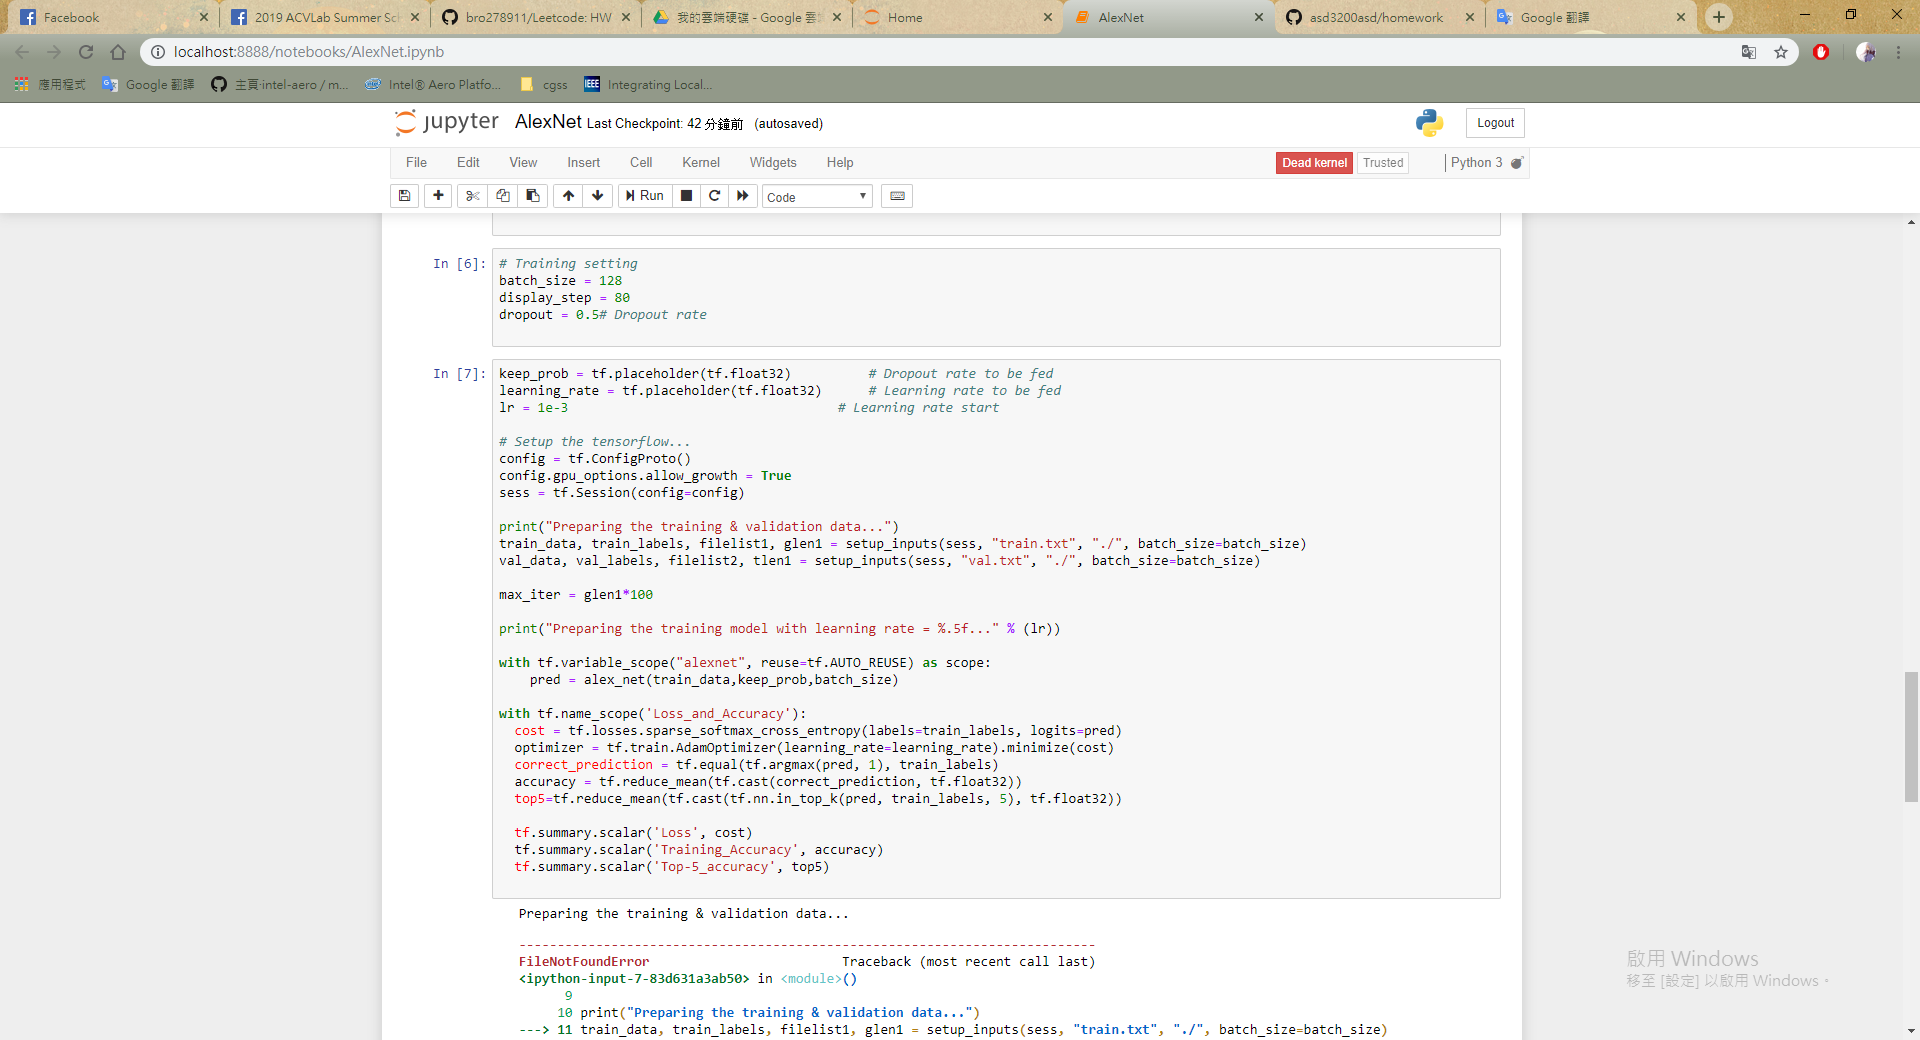 Facebook
2019 ACVLab Summer Sc
bro278911/Leetcode: HW
我的雲端硬碟 - Google 雲
Home
AlexNet
asd3200asd/homework
Google 翻譯
localhost:8888/notebooks/AlexNet.ipynb
應用程式
Google 翻譯
主頁·intel-aero / m...
Intel® Aero Platfo...
cgss
IEEE
Integrating Local...
jupyter
AlexNet Last Checkpoint: 42 分鐘前 (autosaved)
Logout
File Edit View Insert Cell Kernel Widgets Help
Dead kernel
Trusted
Python 3
Run
Code
In [6]:
# Training setting
batch_size = 128
display_step = 80
dropout = 0.5# Dropout rate
In [7]:
keep_prob = tf.placeholder(tf.float32)          # Dropout rate to be fed
learning_rate = tf.placeholder(tf.float32)      # Learning rate to be fed
lr = 1e-3                                   # Learning rate start
# Setup the tensorflow...
config = tf.ConfigProto()
config.gpu_options.allow_growth = True
sess = tf.Session(config=config)
print("Preparing the training & validation data...")
train_data, train_labels, filelist1, glen1 = setup_inputs(sess, "train.txt", "./", batch_size=batch_size)
val_data, val_labels, filelist2, tlen1 = setup_inputs(sess, "val.txt", "./", batch_size=batch_size)
max_iter = glen1*100
print("Preparing the training model with learning rate = %.5f..." % (lr))
with tf.variable_scope("alexnet", reuse=tf.AUTO_REUSE) as scope:
    pred = alex_net(train_data,keep_prob,batch_size)
with tf.name_scope('Loss_and_Accuracy'):
  cost = tf.losses.sparse_softmax_cross_entropy(labels=train_labels, logits=pred)
  optimizer = tf.train.AdamOptimizer(learning_rate=learning_rate).minimize(cost)
  correct_prediction = tf.equal(tf.argmax(pred, 1), train_labels)
  accuracy = tf.reduce_mean(tf.cast(correct_prediction, tf.float32))
  top5=tf.reduce_mean(tf.cast(tf.nn.in_top_k(pred, train_labels, 5), tf.float32))
  tf.summary.scalar('Loss', cost)
  tf.summary.scalar('Training_Accuracy', accuracy)
  tf.summary.scalar('Top-5_accuracy', top5)
Preparing the training & validation data...
---------------------------------------------------------------------------
FileNotFoundError                         Traceback (most recent call last)
<ipython-input-7-83d631a3ab50> in <module>()
      9
     10 print("Preparing the training & validation data...")
---> 11 train_data, train_labels, filelist1, glen1 = setup_inputs(sess, "train.txt", "./", batch_size=batch_size)
啟用 Windows
移至 [設定] 以啟用 Windows。